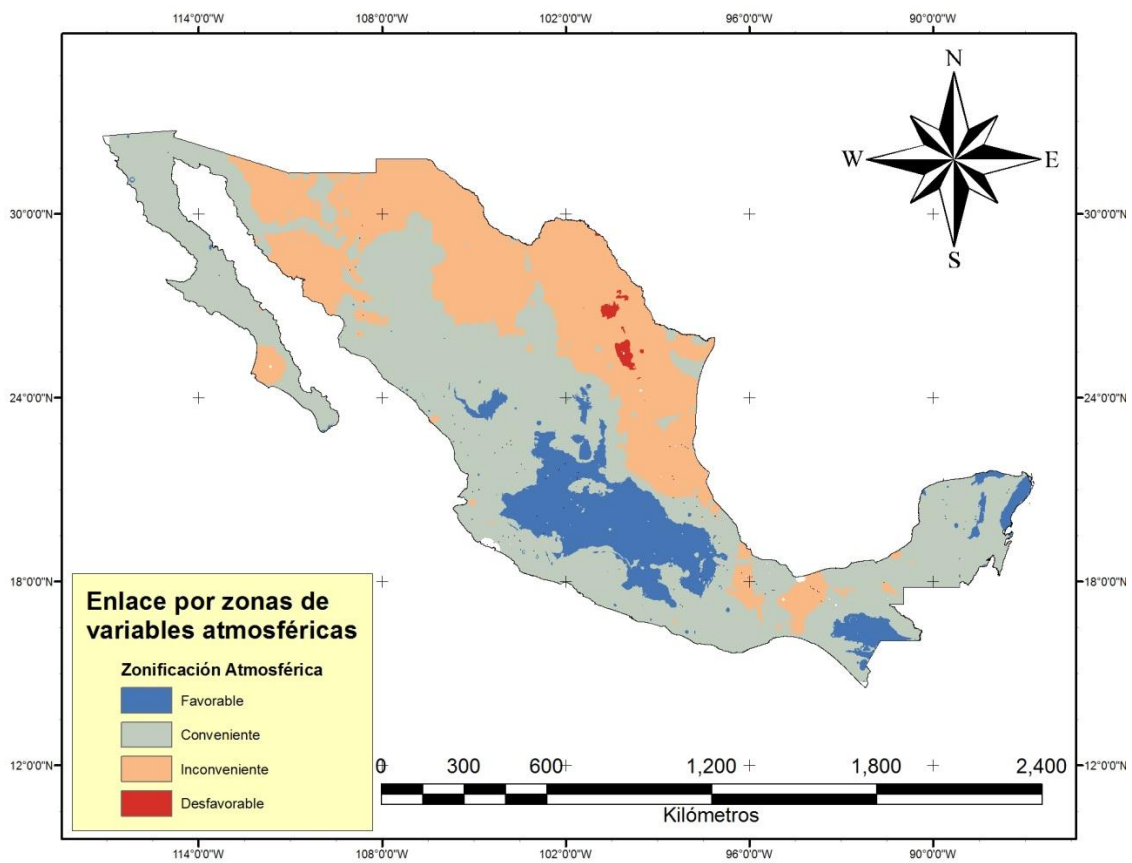 114°0'0"W 108°0'0"W 102°0'0"W 96°0'0"W 90°0'0"W
N
W E
S
30°0'0"N 30°0'0"N
24°0'0"N 24°0'0"N
18°0'0"N 18°0'0"N
12°0'0"N 12°0'0"N
Enlace por zonas de
variables atmosféricas
Zonificación Atmosférica
Favorable
Conveniente
Inconveniente
Desfavorable
0 300 600 1,200 1,800 2,400
Kilómetros
114°0'0"W 108°0'0"W 102°0'0"W 96°0'0"W 90°0'0"W